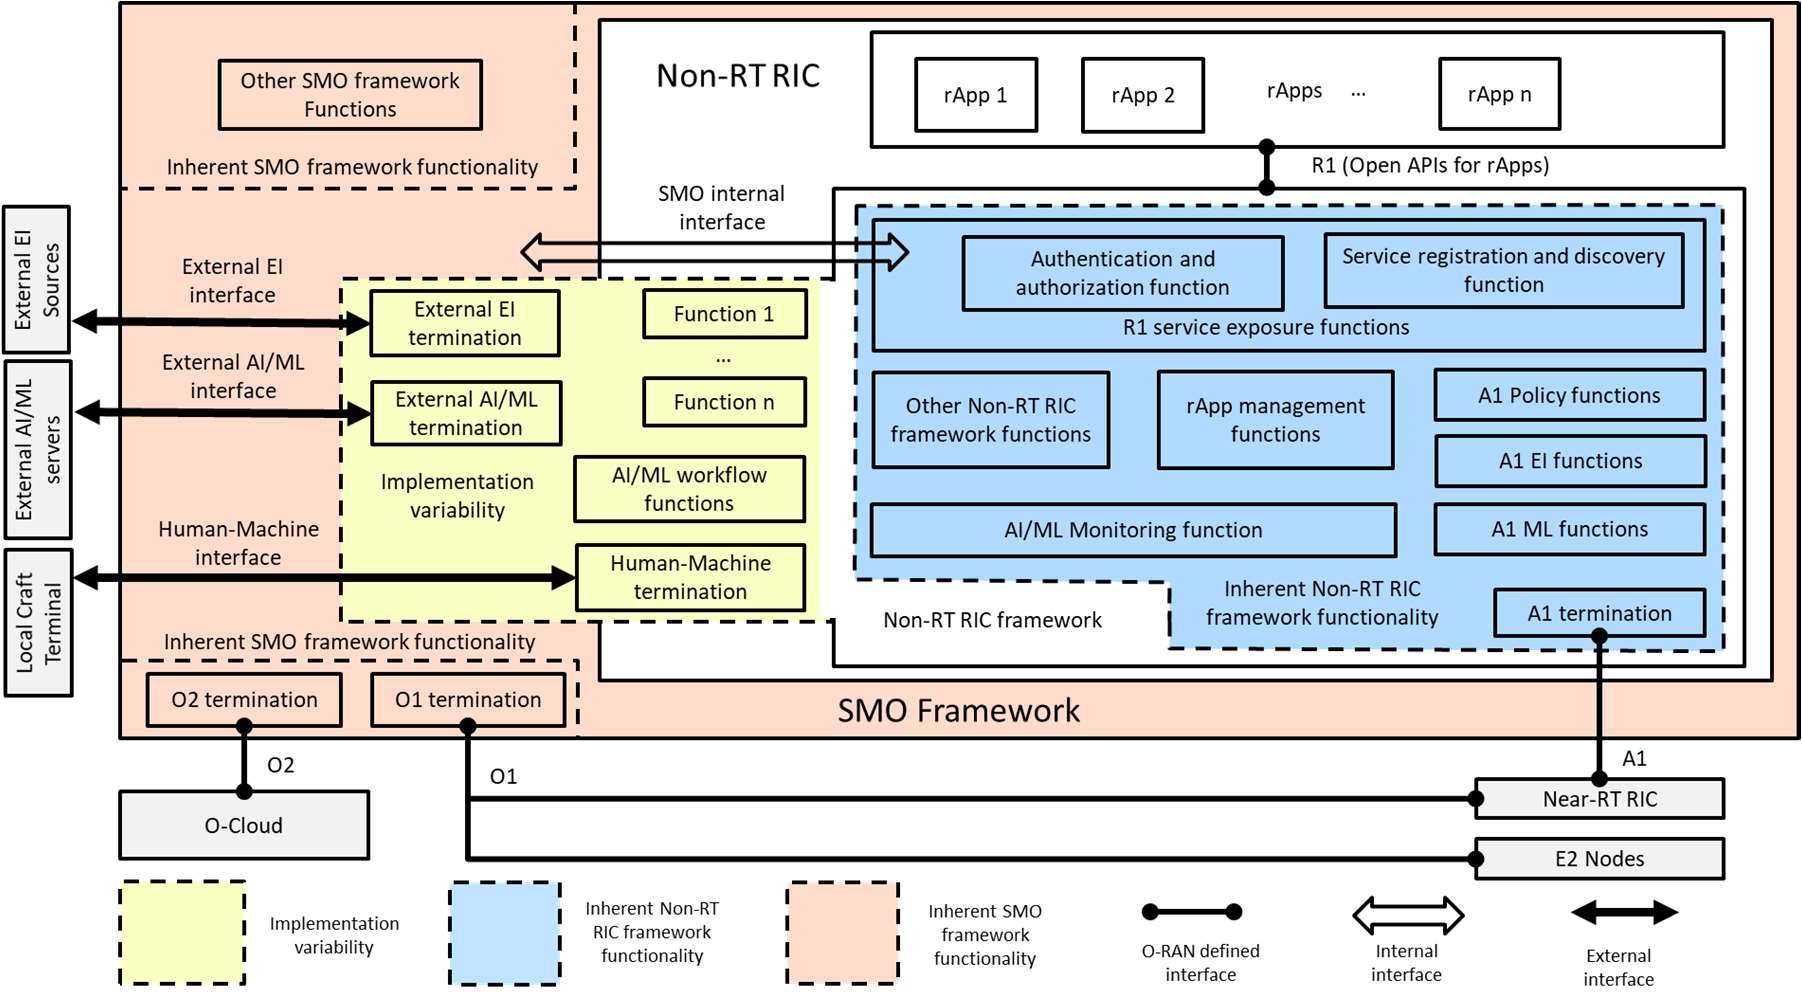 Other SMO framework
Functions
Inherent SMO framework functionality
Non-RT RIC
rApp 1
rApp 2
rApps ...
rApp n
R1 (Open APIs for rApps)
SMO internal
interface
External EI
Sources
External EI
interface
External AI/ML
servers
External AI/ML
interface
Local Craft
Terminal
Human-Machine
interface
External EI
termination
External AI/ML
termination
Function 1
...
Function n
Implementation
variability
AI/ML workflow
functions
Human-Machine
termination
Authentication and
authorization function
Service registration and discovery
function
R1 service exposure functions
Other Non-RT RIC
framework functions
rApp management
functions
A1 Policy functions
A1 EI functions
AI/ML Monitoring function
A1 ML functions
Inherent Non-RT RIC
framework functionality
A1 termination
Non-RT RIC framework
Inherent SMO framework functionality
O2 termination
O1 termination
SMO Framework
O2
O1
A1
O-Cloud
Near-RT RIC
E2 Nodes
Implementation
variability
Inherent Non-RT
RIC framework
functionality
Inherent SMO
framework
functionality
O-RAN defined
interface
Internal
interface
External
interface